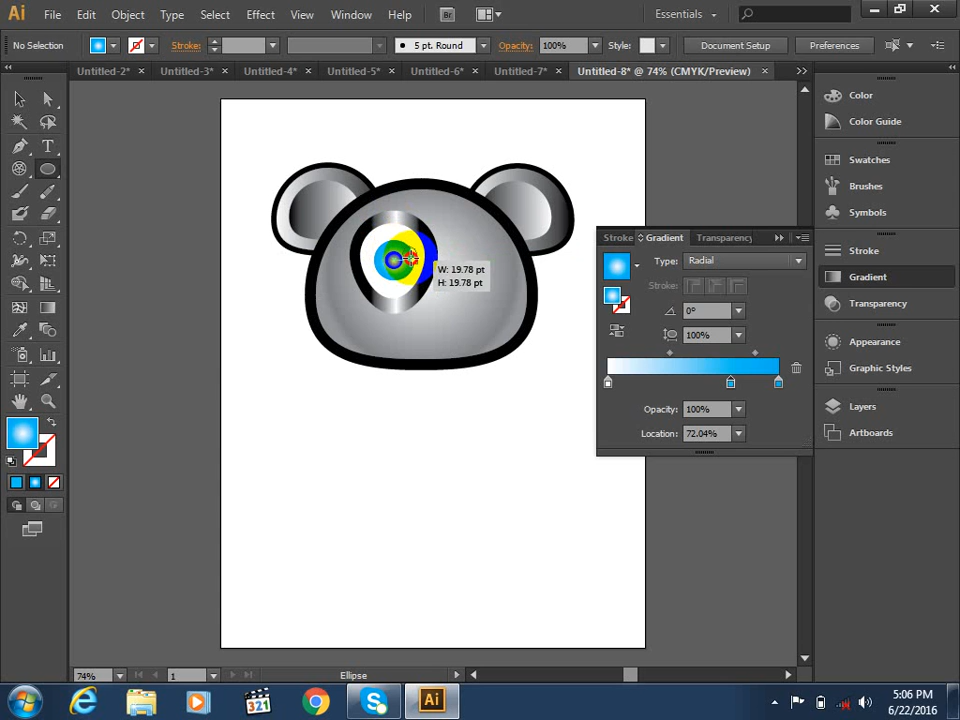 Ai File Edit Object Type Select Effect View Window Help Br Essentials
No Selection Stroke: 5 pt. Round Opacity: 100% Style: Document Setup Preferences
Untitled-2* × Untitled-3* × Untitled-4* × Untitled-5* × Untitled-6* × Untitled-7* × Untitled-8* @ 74% (CMYK/Preview) ×
Color
Color Guide
Swatches
Brushes
Symbols
Stroke
Gradient
Transparency
Appearance
Graphic Styles
Layers
Artboards
Stroke Gradient Transparency
Type: Radial
Stroke:
0°
100%
Opacity: 100%
Location: 72.04%
W: 19.78 pt
H: 19.78 pt
T
74% 1 Ellipse
321 Ai 5:06 PM
6/22/2016